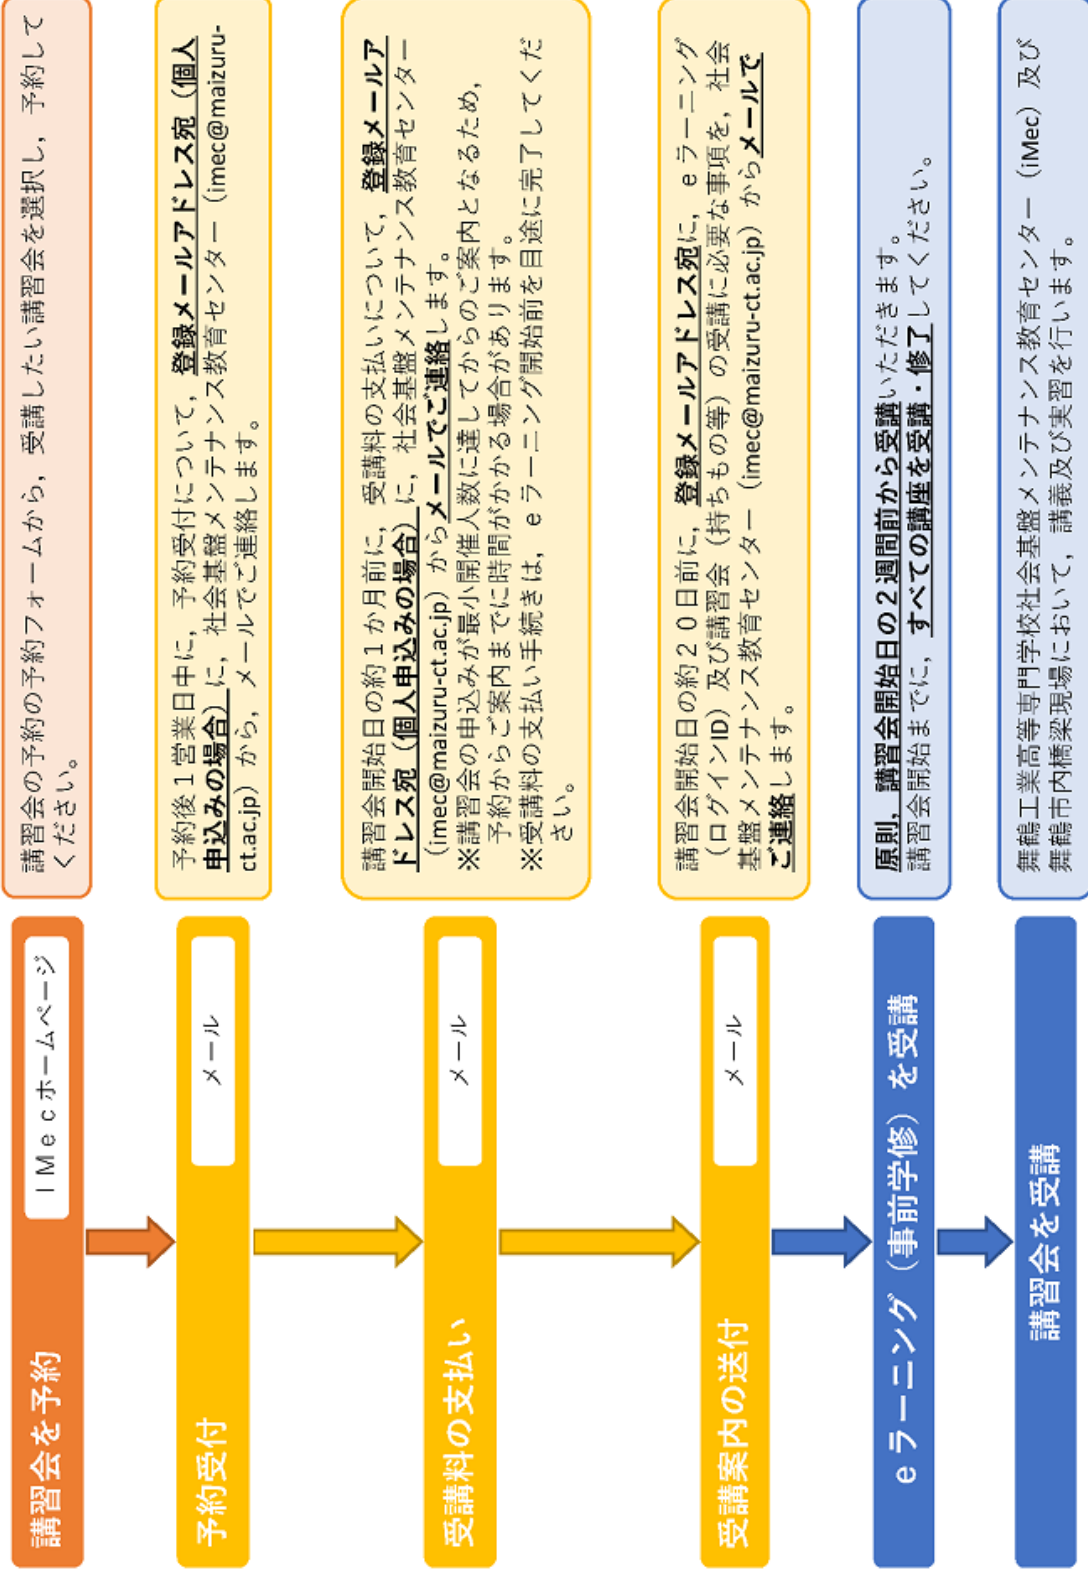 講習会を予約
IMecホームページ
講習会の予約の予約フォームから，受講したい講習会を選択し，予約して
ください。
予約受付
メール
予約後１営業日中に，予約受付について，登録メールアドレス宛（個人
申込みの場合）に，社会基盤メンテナンス教育センター（imec@maizuru-
ct.ac.jp）から，メールでご連絡します。
受講料の支払い
メール
講習会開始日の約１か月前に，受講料の支払いについて，登録メールア
ドレス宛（個人申込みの場合）に，社会基盤メンテナンス教育センター
（imec@maizuru-ct.ac.jp）からメールでご連絡します。
※講習会の申込みが最小開催人数に達してからのご案内となるため，
予約からご案内までに時間がかかる場合があります。
※受講料の支払い手続きは，eラーニング開始前を目途に完了してくだ
さい。
受講案内の送付
メール
講習会開始日の約２０日前に，登録メールアドレス宛に，eラーニング
（ログインID）及び講習会（持ちもの等）の受講に必要な事項を，社会
基盤メンテナンス教育センター（imec@maizuru-ct.ac.jp）からメールで
ご連絡します。
eラーニング（事前学修）を受講
原則，講習会開始日の２週間前から受講いただきます。
講習会開始までに，すべての講座を受講・修了してください。
講習会を受講
舞鶴工業高等専門学校社会基盤メンテナンス教育センター（iMec）及び
舞鶴市内橋梁現場において，講義及び実習を行います。